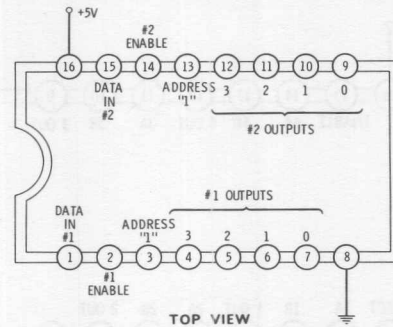 +5V
#2
ENABLE
16 15 14 13 12 11 10 9
DATA
IN
#2
ADDRESS
"1"
3 2 1 0
#2 OUTPUTS
#1 OUTPUTS
DATA
IN
#1
ADDRESS
"1"
3 2 1 0
1 2 3 4 5 6 7 8
#1
ENABLE
TOP VIEW